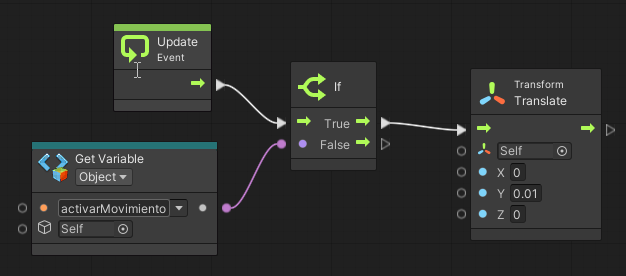 Update
Event
If
True
False
Get Variable
Object
activarMovimiento
Self
Transform
Translate
Self
X 0
Y 0.01
Z 0